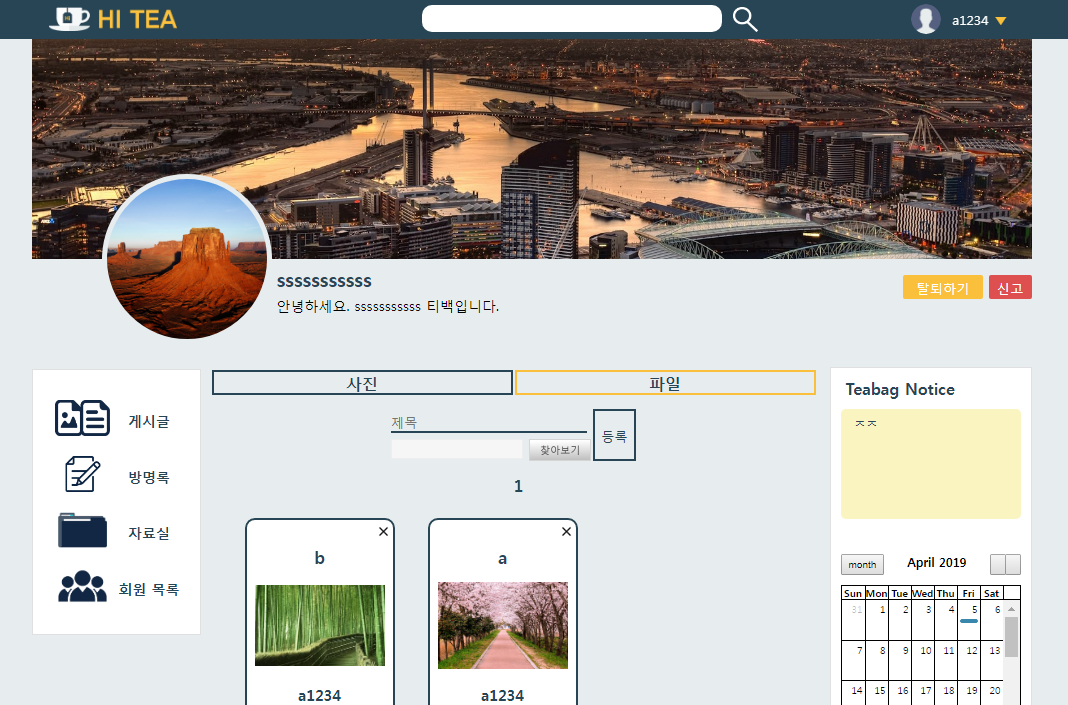 HI TEA
a1234
sssssssssss
안녕하세요. sssssssssss 티백입니다.
탈퇴하기
신고
게시글
방명록
자료실
회원 목록
사진
파일
제목
찾아보기
등록
1
b
a1234
a
a1234
Teabag Notice
ㅈㅈ
month
April 2019
Sun Mon Tue Wed Thu Fri Sat
31 1 2 3 4 5 6
7 8 9 10 11 12 13
14 15 16 17 18 19 20